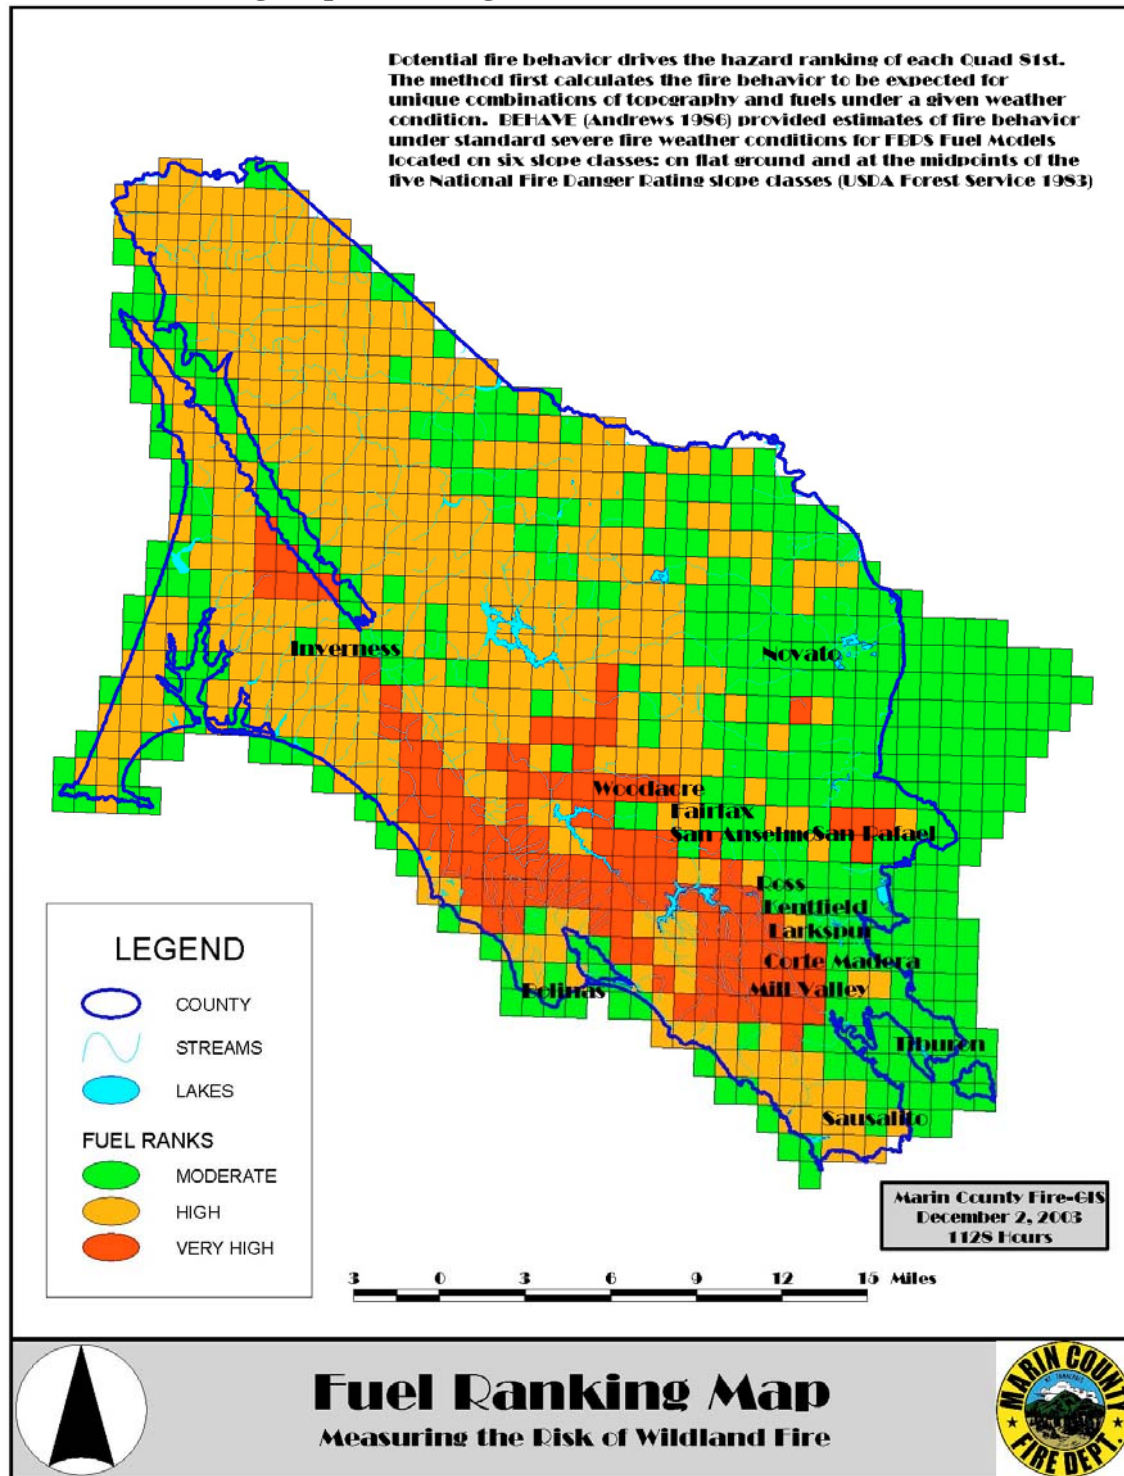 Potential fire behavior drives the hazard ranking of each Quad 81st.
The method first calculates the fire behavior to be expected for
unique combinations of topography and fuels under a given weather
condition. BEHAVE (Andrews 1986) provided estimates of fire behavior
under standard severe fire weather conditions for FBPS Fuel Models
located on six slope classes: on flat ground and at the midpoints of the
five National Fire Danger Rating slope classes (USDA Forest Service 1983)
Inverness
Novato
Woodacre
Fairfax
San Anselmo San Rafael
Ross
Kentfield
Larkspur
Corte Madera
Mill Valley
Bolinas
Tiburon
Sausalito
LEGEND
COUNTY
STREAMS
LAKES
FUEL RANKS
MODERATE
HIGH
VERY HIGH
Marin County Fire-GIS
December 2, 2003
1128 Hours
3 0 3 6 9 12 15 Miles
Fuel Ranking Map
Measuring the Risk of Wildland Fire
MARIN COUNTY
FIRE DEPT.